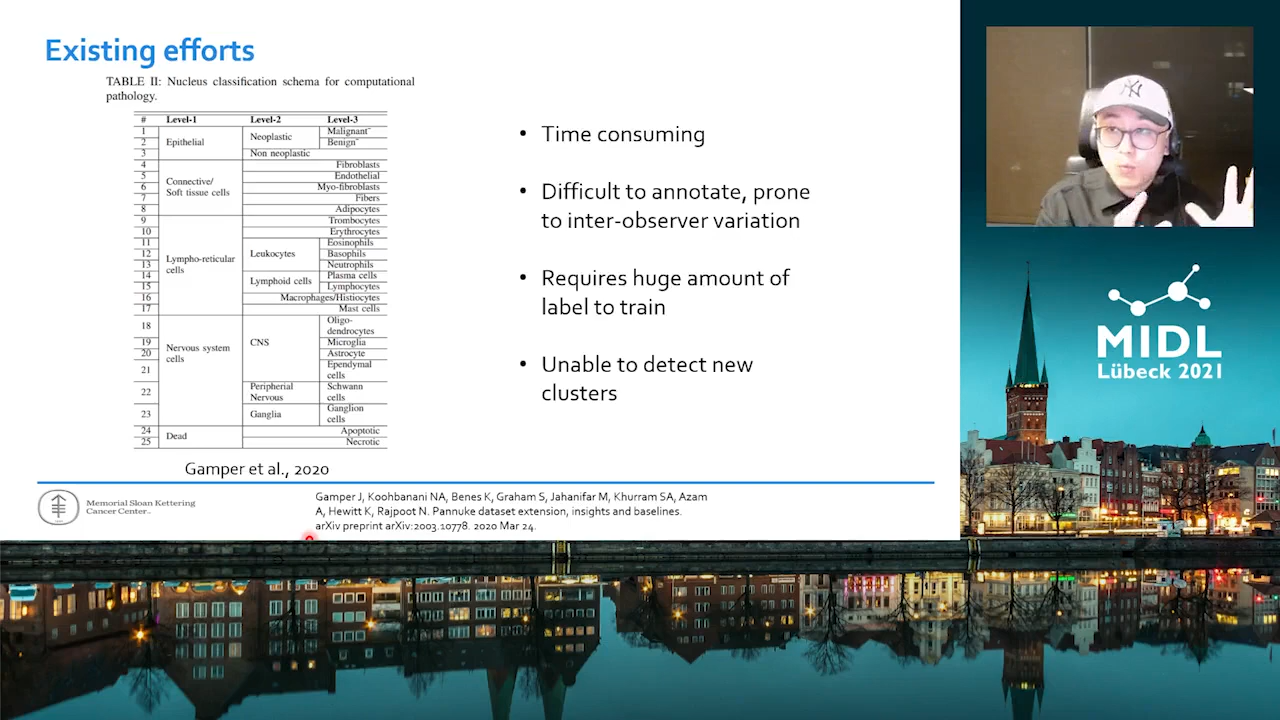 Existing efforts
TABLE II: Nucleus classification schema for computational
pathology.
# Level-1 Level-2 Level-3
1 Epithelial Neoplastic Malignant~
2 Benign~
3 Non neoplastic
4 Connective/ Soft tissue cells Fibroblasts
5 Endothelial
6 Myo-fibroblasts
7 Fibers
8 Adipocytes
9 Lympho-reticular cells Trombocytes
10 Erythrocytes
11 Leukocytes Eosinophils
12 Basophils
13 Neutrophils
14 Lymphoid cells Plasma cells
15 Lymphocytes
16 Macrophages/Histiocytes
17 Mast cells
18 Nervous system cells CNS Oligo-dendrocytes
19 Microglia
20 Astrocyte
21 Ependymal cells
22 Peripherial Nervous Schwann cells
23 Ganglia Ganglion cells
24 Dead Apoptotic
25 Necrotic
Gamper et al., 2020
• Time consuming
• Difficult to annotate, prone
to inter-observer variation
• Requires huge amount of
label to train
• Unable to detect new
clusters
Memorial Sloan Kettering
Cancer Center
Gamper J, Koohbanani NA, Benes K, Graham S, Jahanifar M, Khurram SA, Azam
A, Hewitt K, Rajpoot N. Pannuke dataset extension, insights and baselines.
arXiv preprint arXiv:2003.10778. 2020 Mar 24.
MIDL
Lübeck 2021